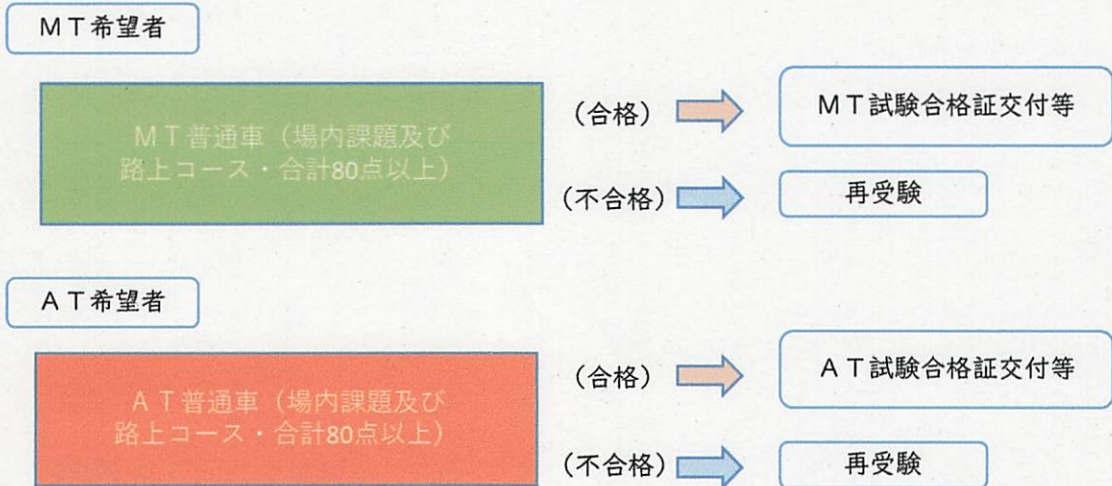 ＭＴ希望者
ＭＴ普通車（場内課題及び
路上コース・合計80点以上）
（合格）
ＭＴ試験合格証交付等
（不合格）
再受験
ＡＴ希望者
ＡＴ普通車（場内課題及び
路上コース・合計80点以上）
（合格）
ＡＴ試験合格証交付等
（不合格）
再受験